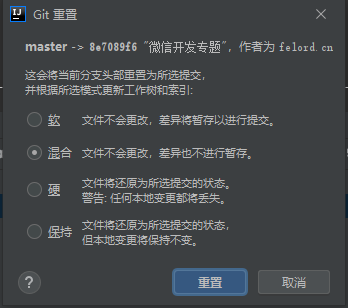 IJ
Git 重置
master -> 8e7089f6 "微信开发专题", 作者为 felord.cn
这会将当前分支头部重置为所选提交,
并根据所选模式更新工作树和索引:
软 文件不会更改, 差异将暂存以进行提交。
混合 文件不会更改, 差异也不进行暂存。
硬 文件将还原为所选提交的状态。
警告: 任何本地变更都将丢失。
保持 文件将还原为所选提交的状态,
但本地变更将保持不变。
? 重置 取消